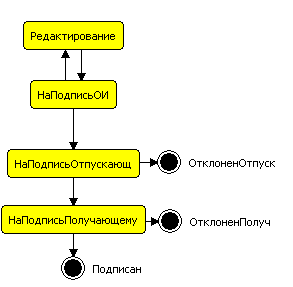 Редактирование
НаПодписьОИ
НаПодписьОтпускающ
ОтклоненОтпуск
НаПодписьПолучающему
ОтклоненПолуч
Подписан